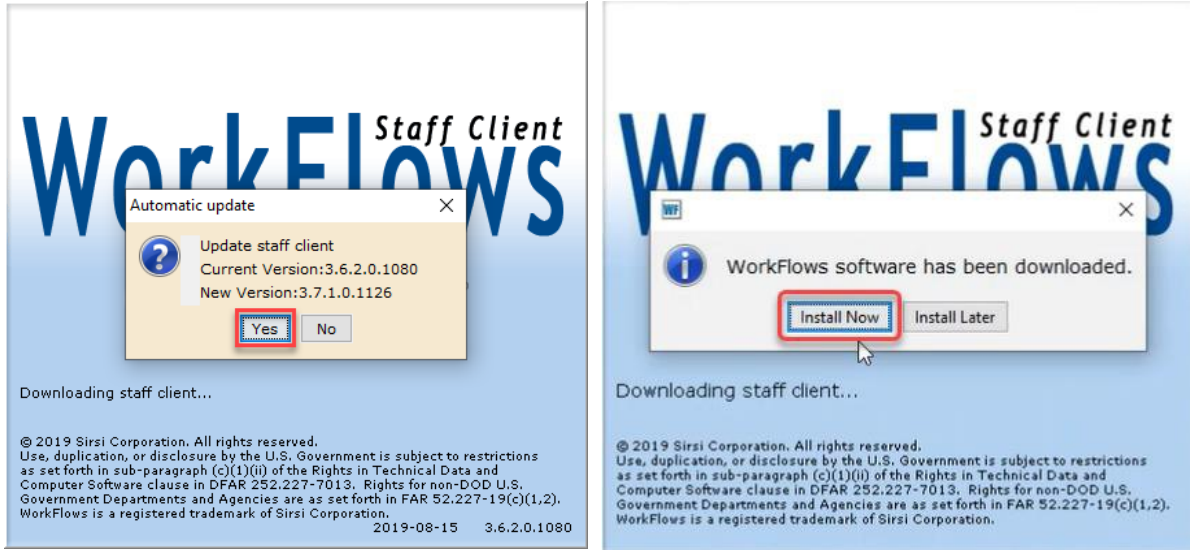 Staff Client
WorkFlows
Automatic update
Update staff client
Current Version:3.6.2.0.1080
New Version:3.7.1.0.1126
Yes No
Downloading staff client...
© 2019 Sirsi Corporation. All rights reserved.
Use, duplication, or disclosure by the U.S. Government is subject to restrictions
as set forth in sub-paragraph (c)(1)(ii) of the Rights in Technical Data and
Computer Software clause in DFAR 252.227-7013. Rights for non-DOD U.S.
Government Departments and Agencies are as set forth in FAR 52.227-19(c)(1,2).
WorkFlows is a registered trademark of Sirsi Corporation.
2019-08-15 3.6.2.0.1080
Staff Client
WorkFlows
WF
WorkFlows software has been downloaded.
Install Now Install Later
Downloading staff client...
© 2019 Sirsi Corporation. All rights reserved.
Use, duplication, or disclosure by the U.S. Government is subject to restrictions
as set forth in sub-paragraph (c)(1)(ii) of the Rights in Technical Data and
Computer Software clause in DFAR 252.227-7013. Rights for non-DOD U.S.
Government Departments and Agencies are as set forth in FAR 52.227-19(c)(1,2).
WorkFlows is a registered trademark of Sirsi Corporation.